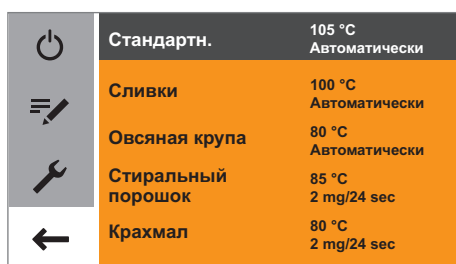 Стандартн.
105 °C
Автоматически
Сливки
100 °C
Автоматически
Овсяная крупа
80 °C
Автоматически
Стиральный
порошок
85 °C
2 mg/24 sec
Крахмал
80 °C
2 mg/24 sec